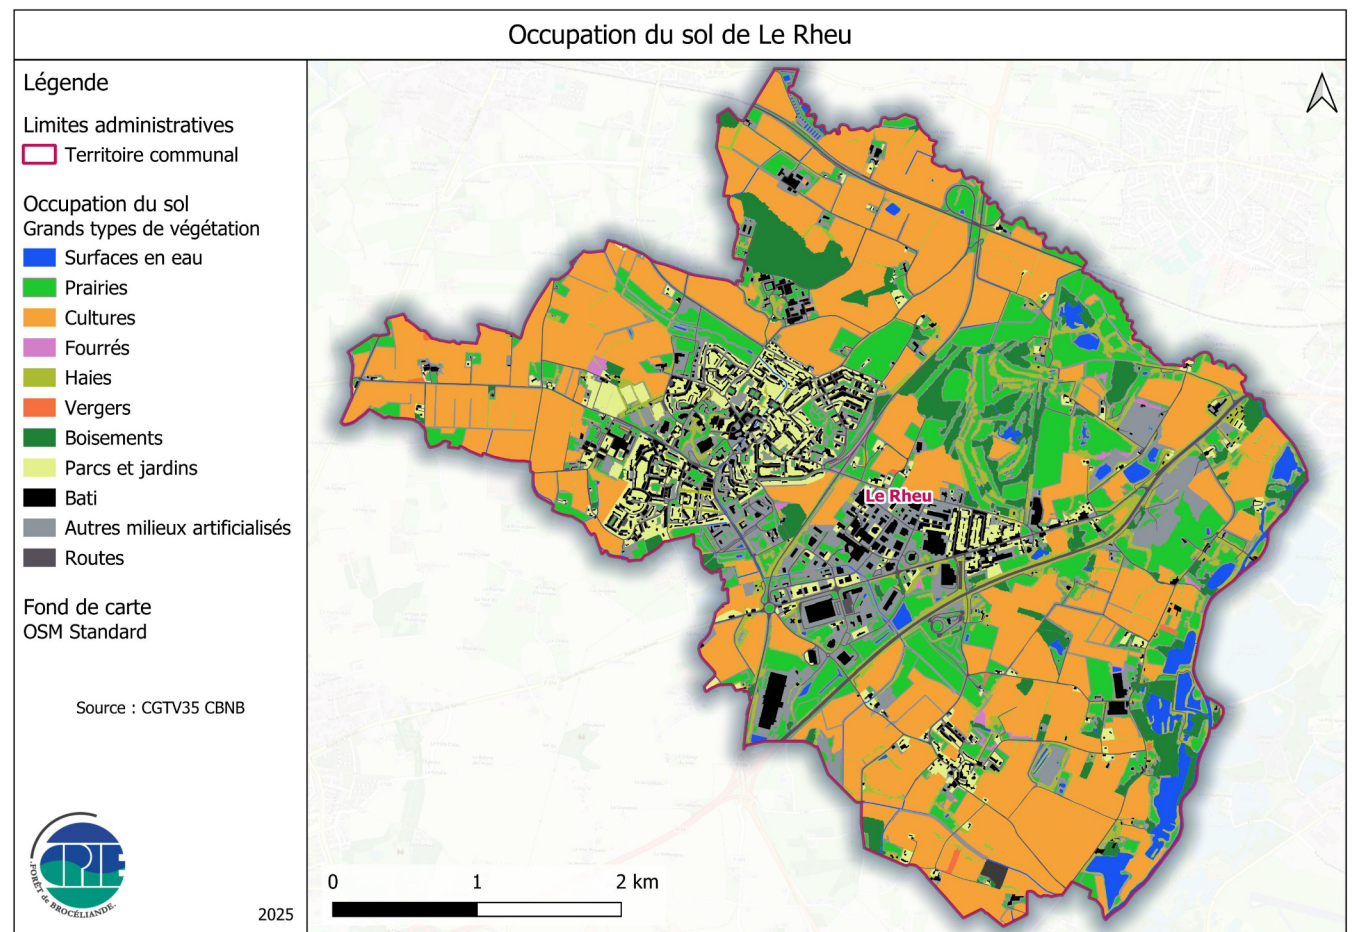 Occupation du sol de Le Rheu
Légende
Limites administratives
Territoire communal
Occupation du sol
Grands types de végétation
Surfaces en eau
Prairies
Cultures
Fourrés
Haies
Vergers
Boisements
Parcs et jardins
Bati
Autres milieux artificialisés
Routes
Fond de carte
OSM Standard
Source : CGTV35 CBNB
CPIE
FORÊT de BROCÉLIANDE
2025
Le Rheu
0 1 2 km